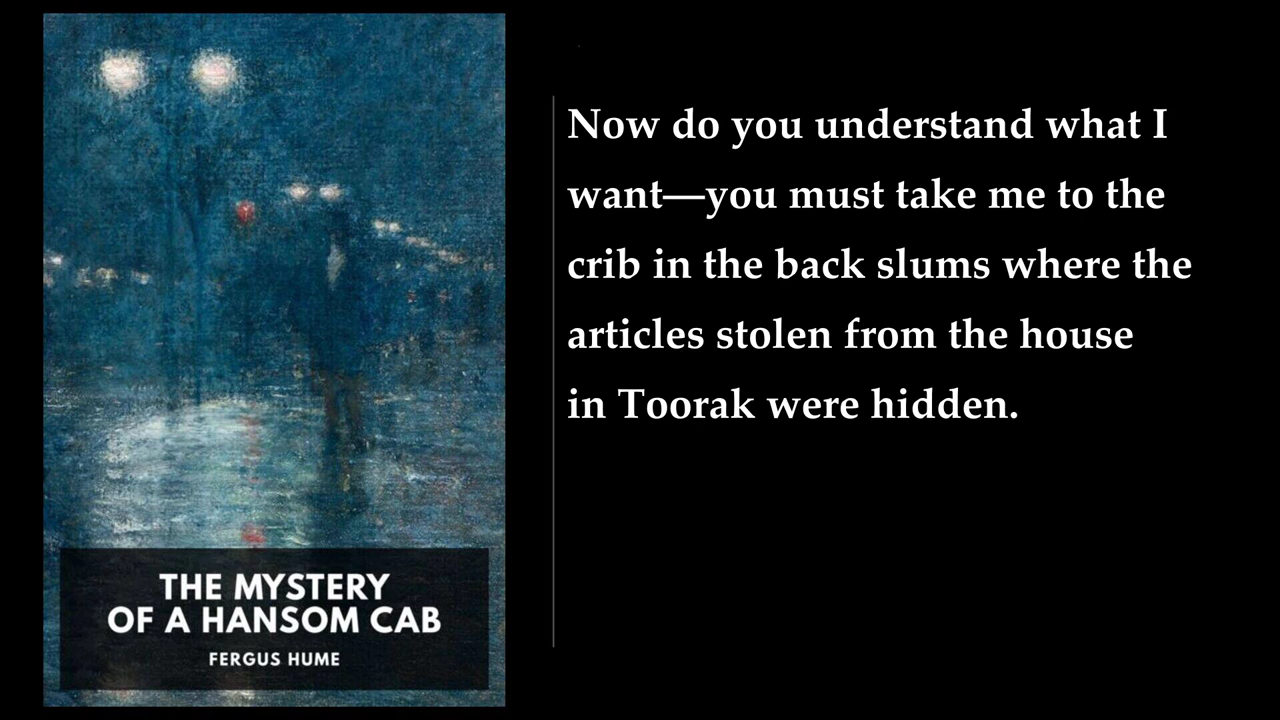 THE MYSTERY
OF A HANSOM CAB
FERGUS HUME
Now do you understand what I
want—you must take me to the
crib in the back slums where the
articles stolen from the house
in Toorak were hidden.